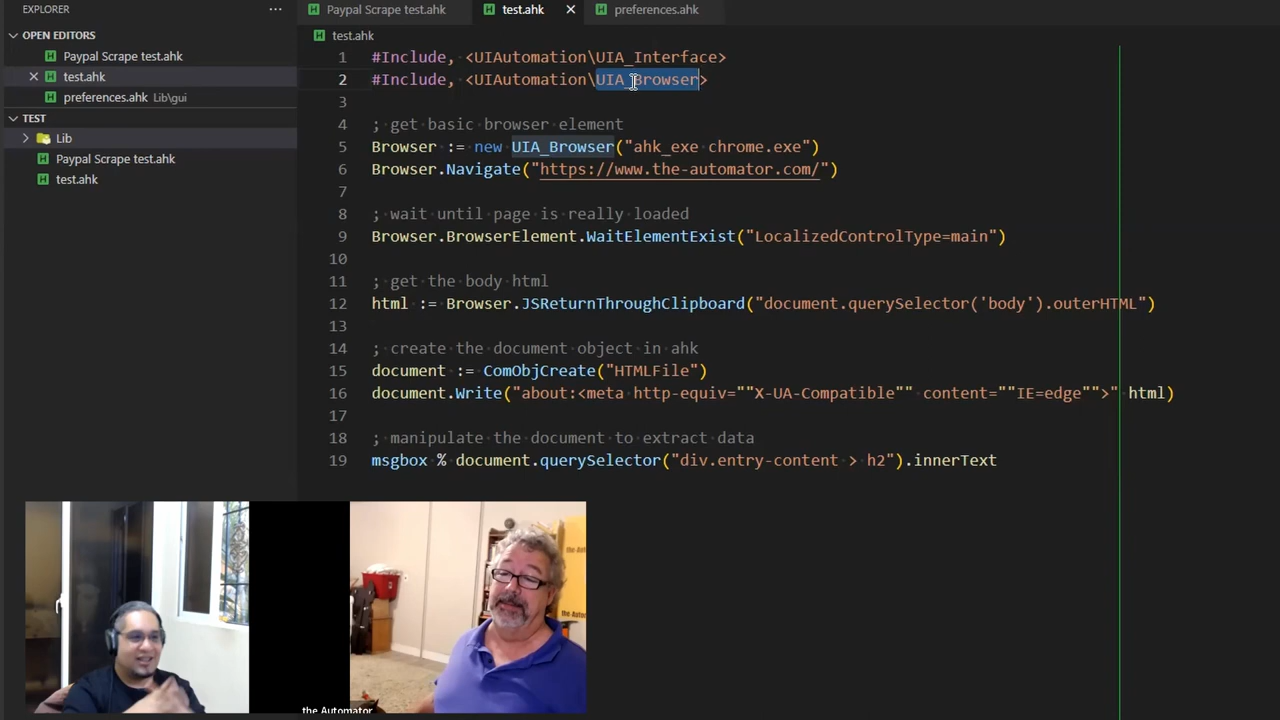 EXPLORER
...
OPEN EDITORS
Paypal Scrape test.ahk
test.ahk
preferences.ahk Lib\gui
TEST
Lib
Paypal Scrape test.ahk
test.ahk
Paypal Scrape test.ahk
test.ahk
preferences.ahk
test.ahk
1 #Include, <UIAutomation\UIA_Interface>
2 #Include, <UIAutomation\UIA_Browser>
3
4 ; get basic browser element
5 Browser := new UIA_Browser("ahk_exe chrome.exe")
6 Browser.Navigate("https://www.the-automator.com/")
7
8 ; wait until page is really loaded
9 Browser.BrowserElement.WaitElementExist("LocalizedControlType=main")
10
11 ; get the body html
12 html := Browser.JSReturnThroughClipboard("document.querySelector('body').outerHTML")
13
14 ; create the document object in ahk
15 document := ComObjCreate("HTMLFile")
16 document.Write("about:<meta http-equiv=""X-UA-Compatible"" content=""IE=edge"">" html)
17
18 ; manipulate the document to extract data
19 msgbox % document.querySelector("div.entry-content > h2").innerText
the Automator